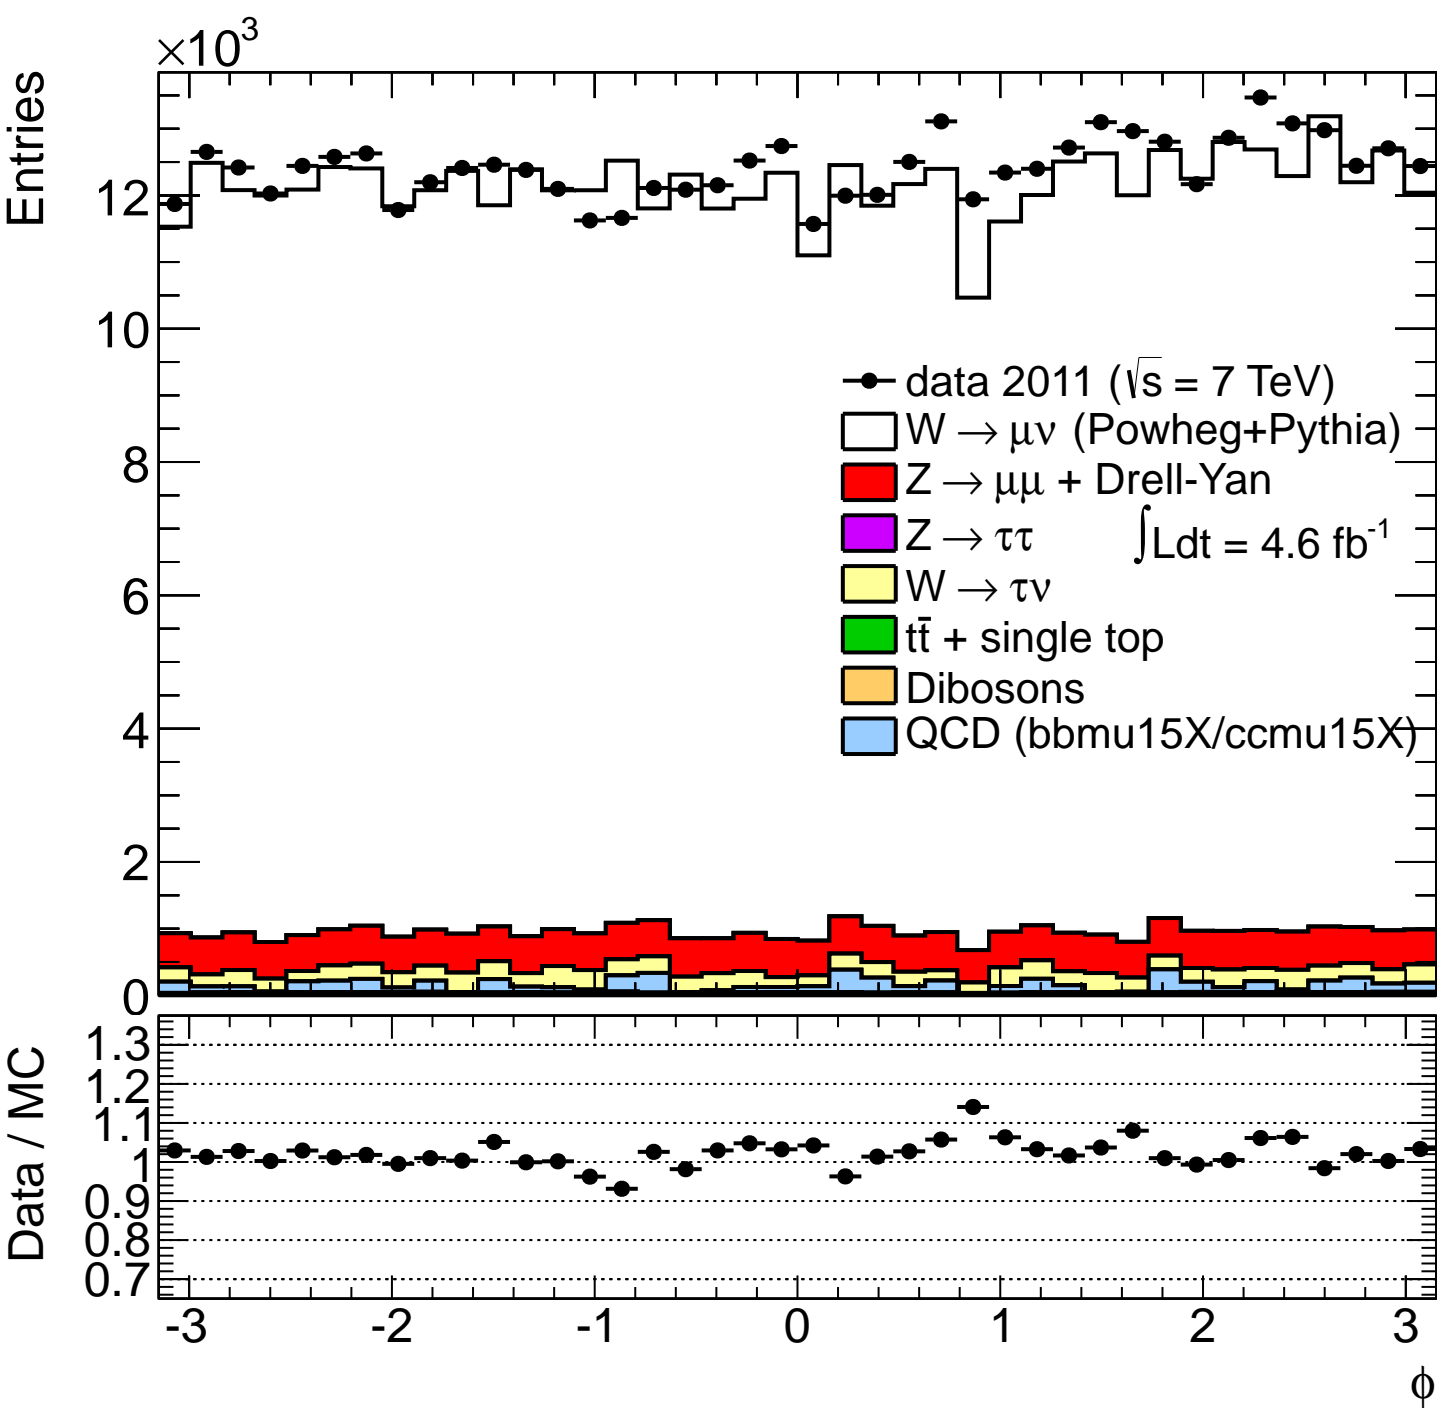 ×10³
Entries
12
10
8
6
4
2
0
data 2011 (√s = 7 TeV)
W → μν (Powheg+Pythia)
Z → μμ + Drell-Yan
Z → ττ
∫Ldt = 4.6 fb⁻¹
W → τν
tt̄ + single top
Dibosons
QCD (bbmu15X/ccmu15X)
Data / MC
1.3
1.2
1.1
1
0.9
0.8
0.7
-3 -2 -1 0 1 2 3
ϕ